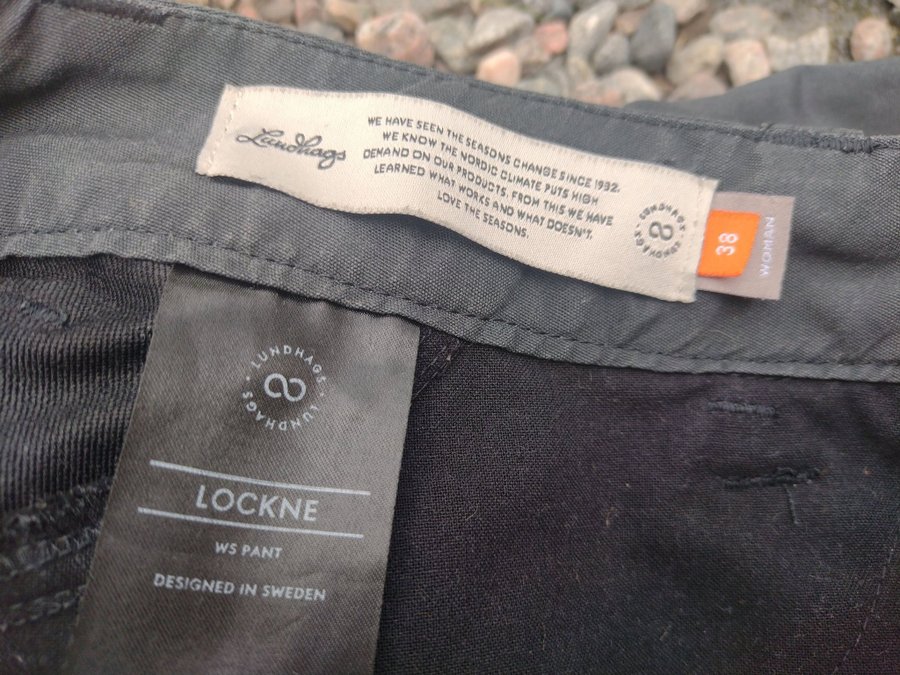 Lundhags
WE HAVE SEEN THE SEASONS CHANGE SINCE 1932.
WE KNOW THE NORDIC CLIMATE PUTS HIGH
DEMAND ON OUR PRODUCTS. FROM THIS WE HAVE
LEARNED WHAT WORKS AND WHAT DOESN'T.
LOVE THE SEASONS.
LUNDHAGS · LUNDHAGS ·
38
WOMAN
LUNDHAGS · LUNDHAGS ·
LOCKNE
WS PANT
DESIGNED IN SWEDEN